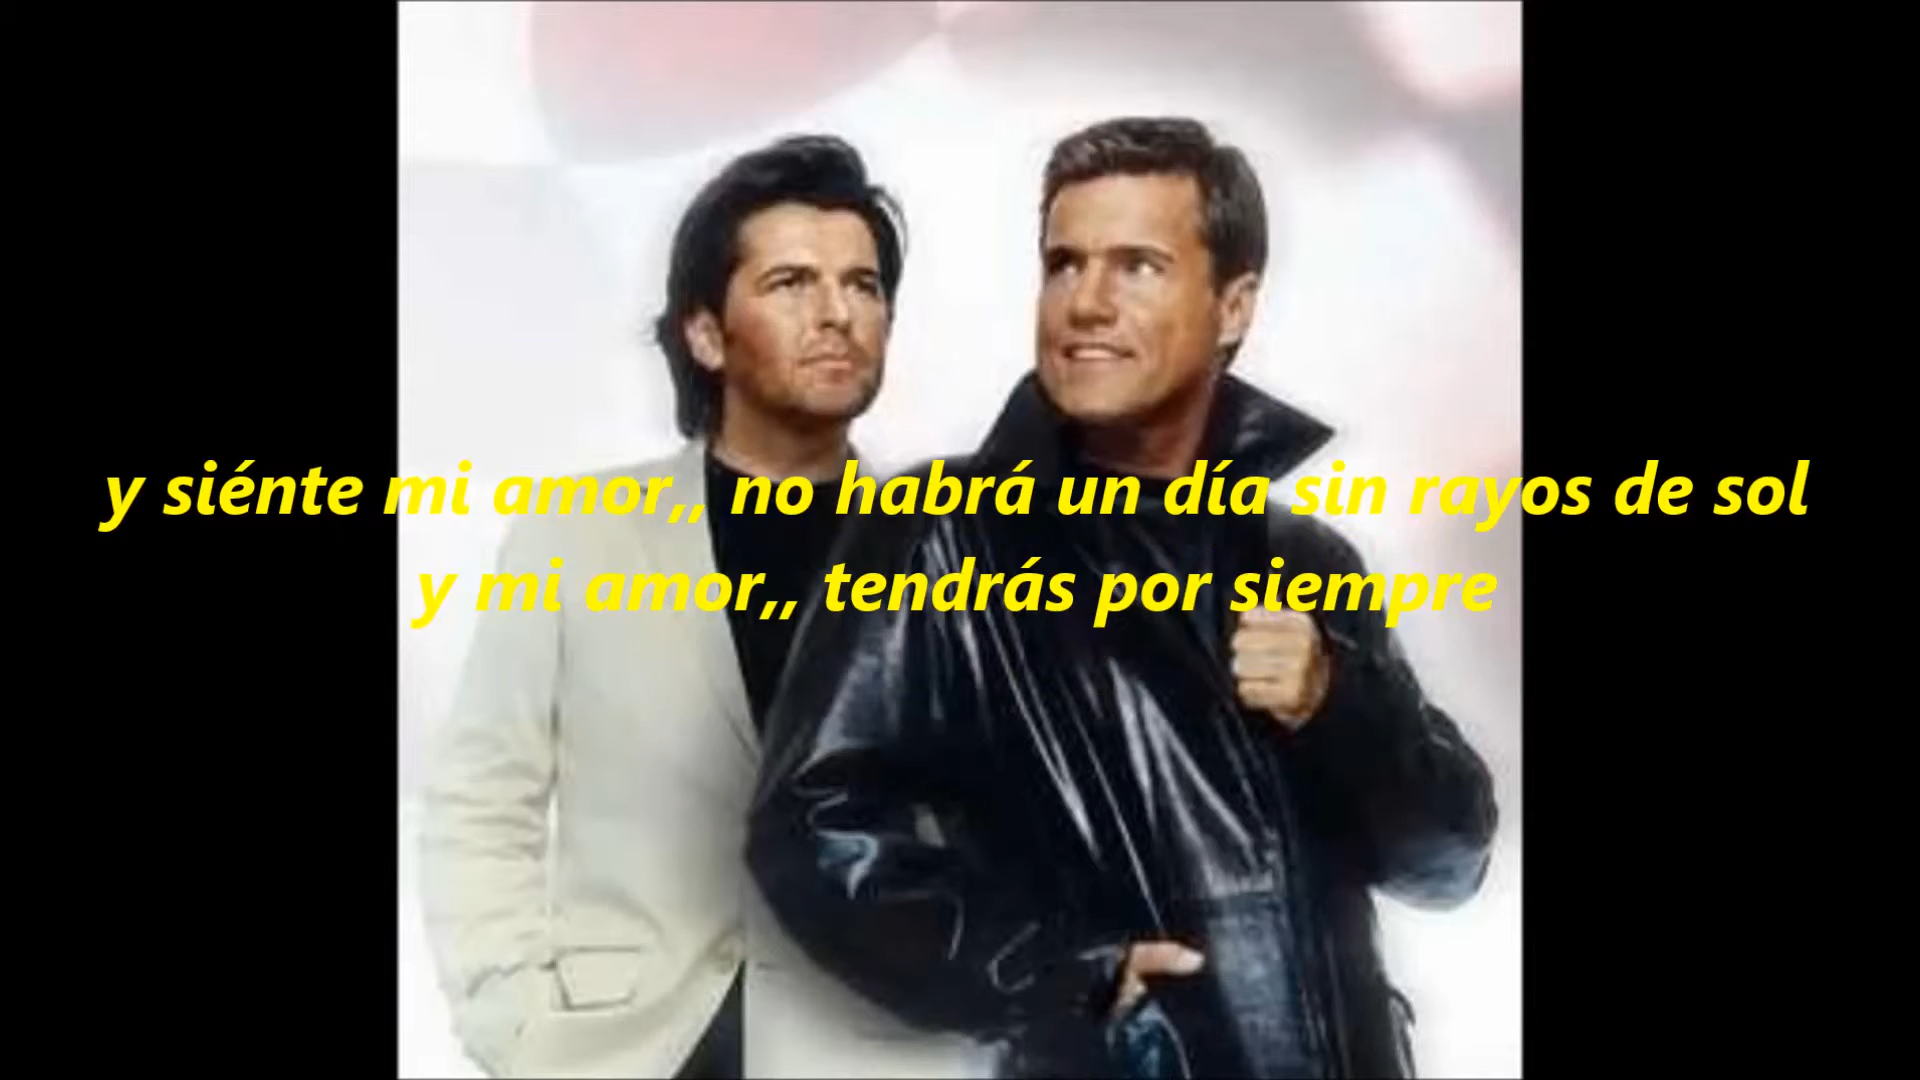 y siénte mi amor,, no habrá un día sin rayos de sol
y mi amor,, tendrás por siempre